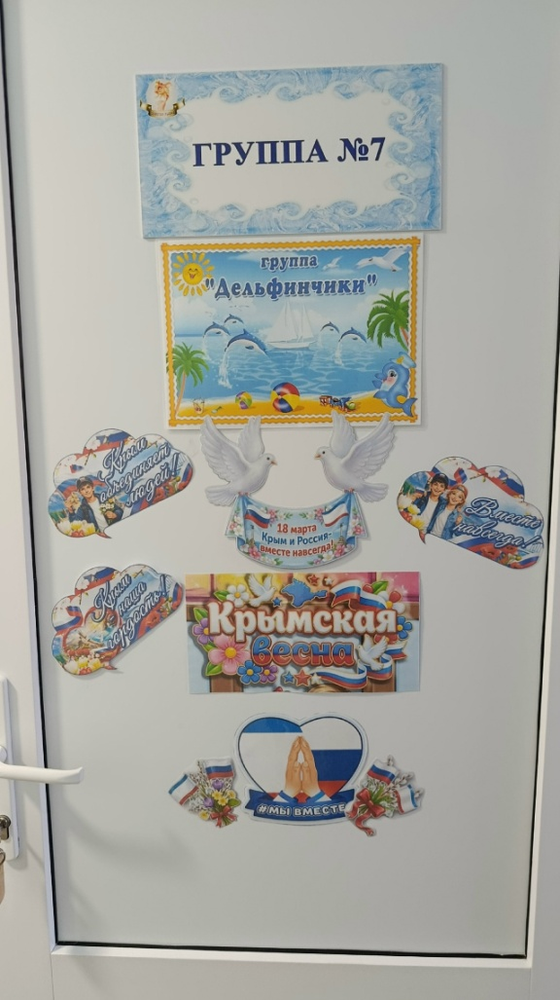 ГРУППА №7
группа
"Дельфинчики"
Крым
объединяет
людей!
Вместе
навсегда!
18 марта
Крым и Россия-
вместе навсегда!
Крым
наша
гордость!
Крымская
весна
#МЫ ВМЕСТЕ